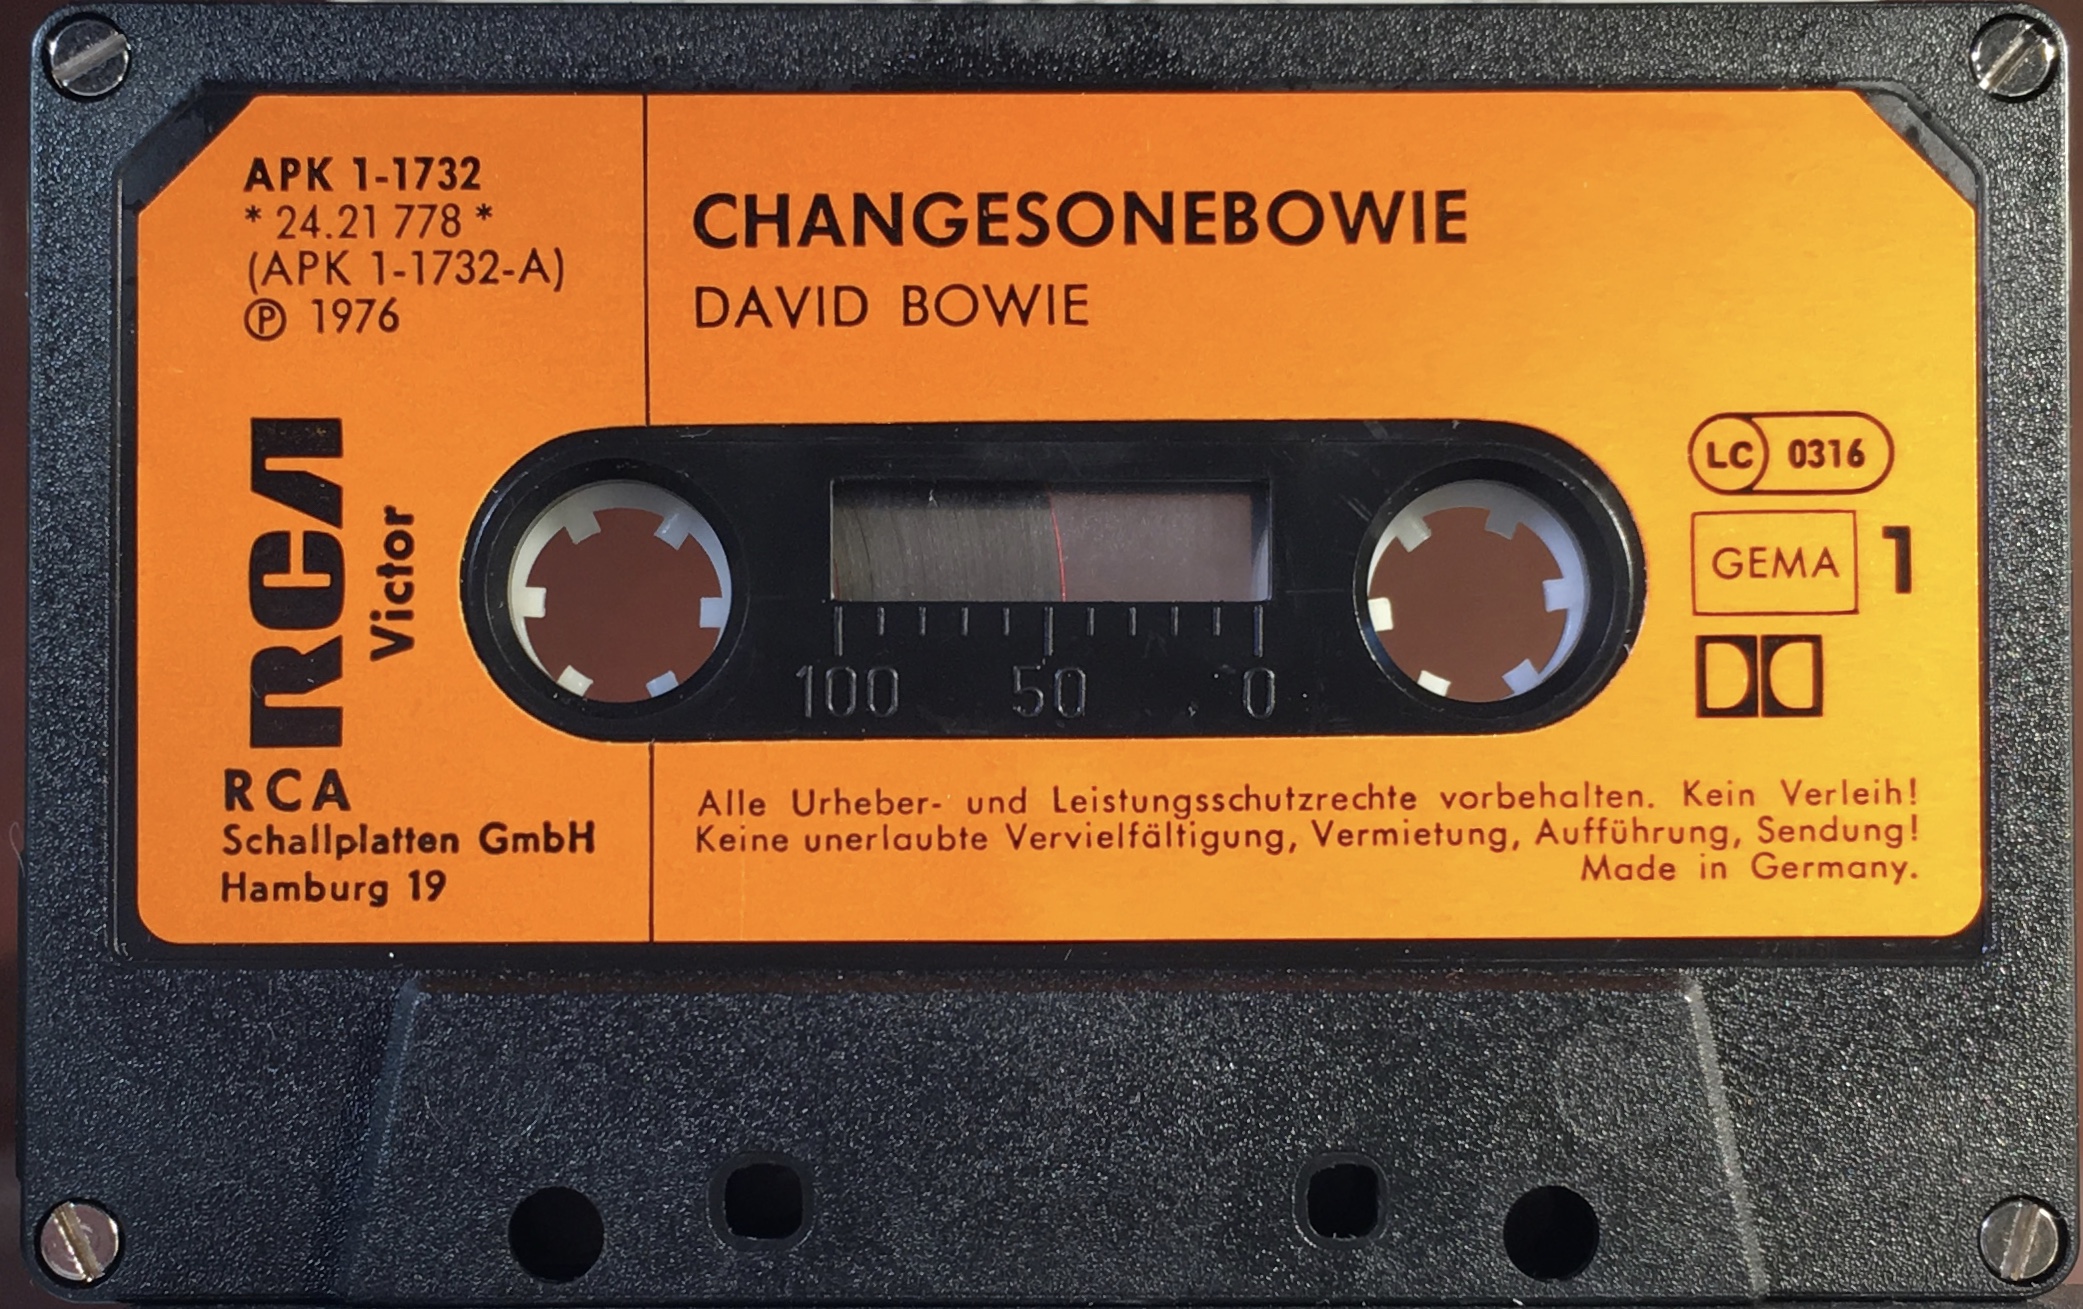 APK 1-1732
* 24.21 778 *
(APK 1-1732-A)
℗ 1976
RCA
Victor
RCA
Schallplatten GmbH
Hamburg 19
CHANGESONEBOWIE
DAVID BOWIE
100 50 0
LC 0316
GEMA 1
Alle Urheber- und Leistungsschutzrechte vorbehalten. Kein Verleih!
Keine unerlaubte Vervielfältigung, Vermietung, Aufführung, Sendung!
Made in Germany.